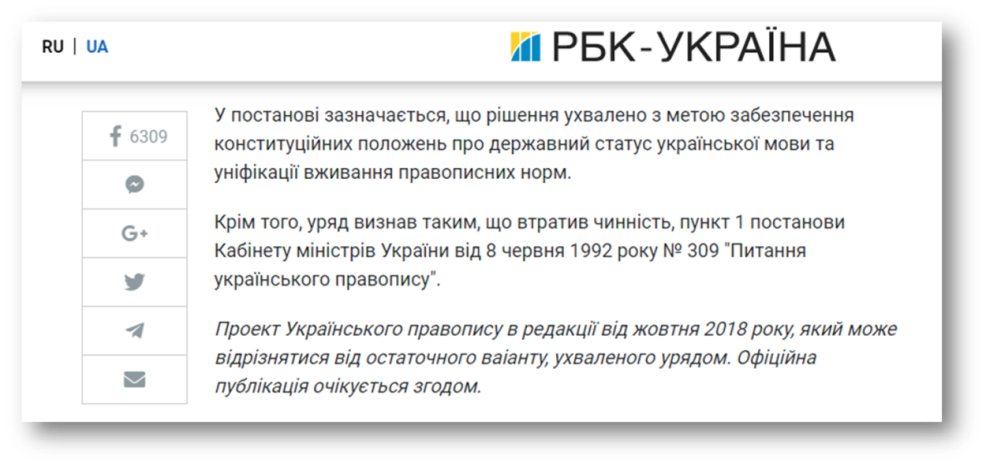 RU | UA
РБК-УКРАЇНА
6309
У постанові зазначається, що рішення ухвалено з метою забезпечення
конституційних положень про державний статус української мови та
уніфікації вживання правописних норм.
Крім того, уряд визнав таким, що втратив чинність, пункт 1 постанови
Кабінету міністрів України від 8 червня 1992 року № 309 "Питання
українського правопису".
Проект Українського правопису в редакції від жовтня 2018 року, який може
відрізнятися від остаточного ваіанту, ухваленого урядом. Офіційна
публікація очікується згодом.